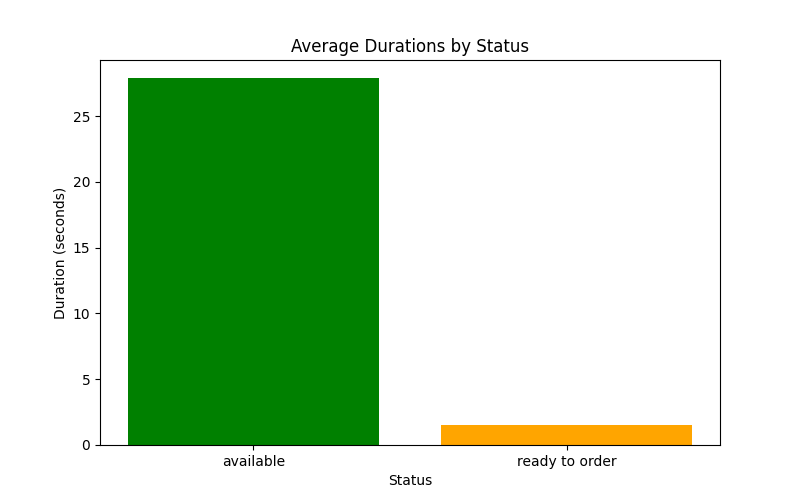 Average Durations by Status
Duration (seconds)
25
20
15
10
5
0
available
ready to order
Status